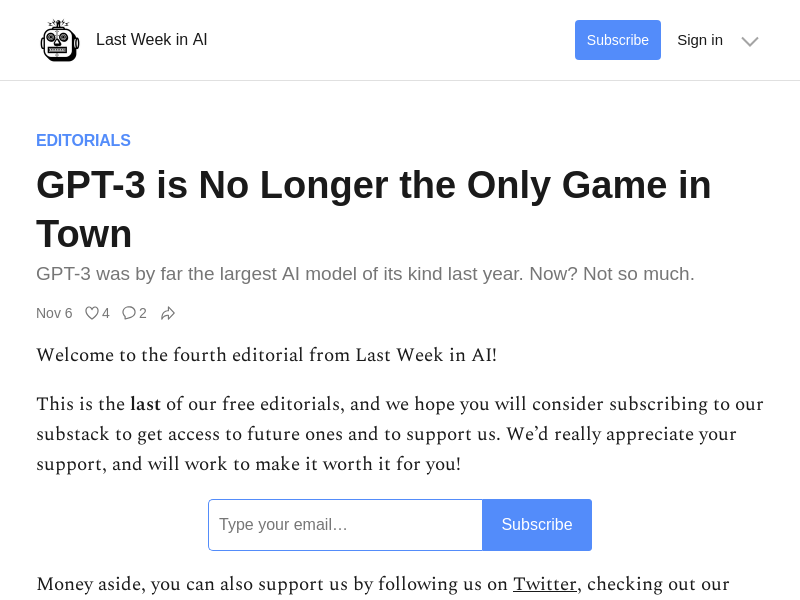 Last Week in AI
Subscribe
Sign in
EDITORIALS
GPT-3 is No Longer the Only Game in
Town
GPT-3 was by far the largest AI model of its kind last year. Now? Not so much.
Nov 6 4 2
Welcome to the fourth editorial from Last Week in AI!
This is the last of our free editorials, and we hope you will consider subscribing to our
substack to get access to future ones and to support us. We’d really appreciate your
support, and will work to make it worth it for you!
Type your email…
Subscribe
Money aside, you can also support us by following us on Twitter, checking out our